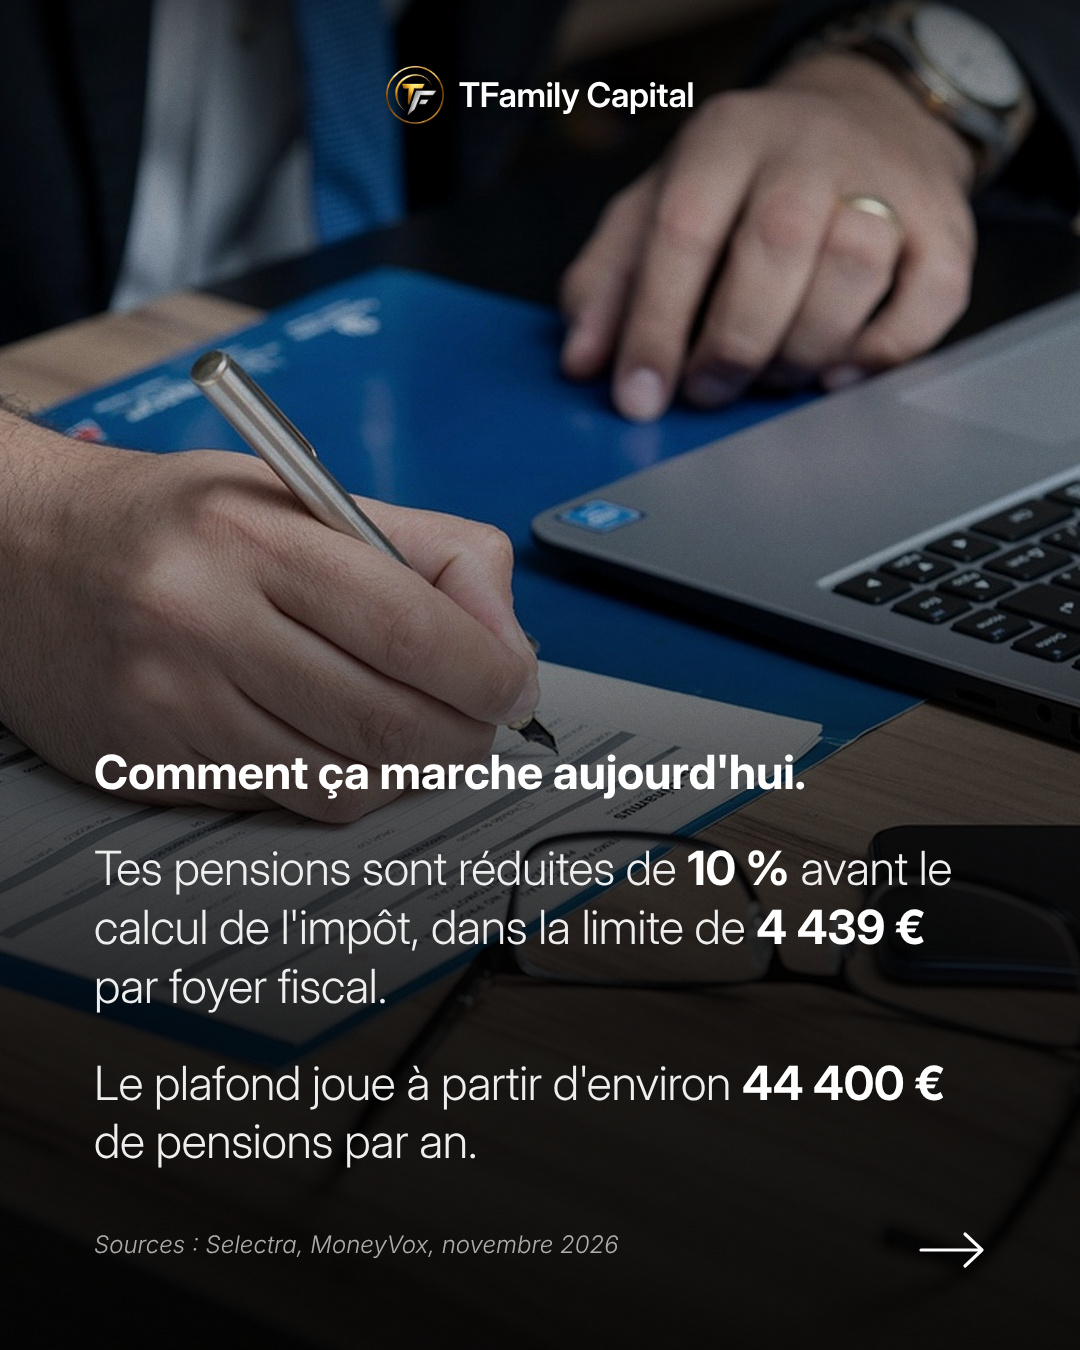 TF TFamily Capital
Comment ça marche aujourd'hui.
Tes pensions sont réduites de 10 % avant le
calcul de l'impôt, dans la limite de 4 439 €
par foyer fiscal.
Le plafond joue à partir d'environ 44 400 €
de pensions par an.
Sources : Selectra, MoneyVox, novembre 2026